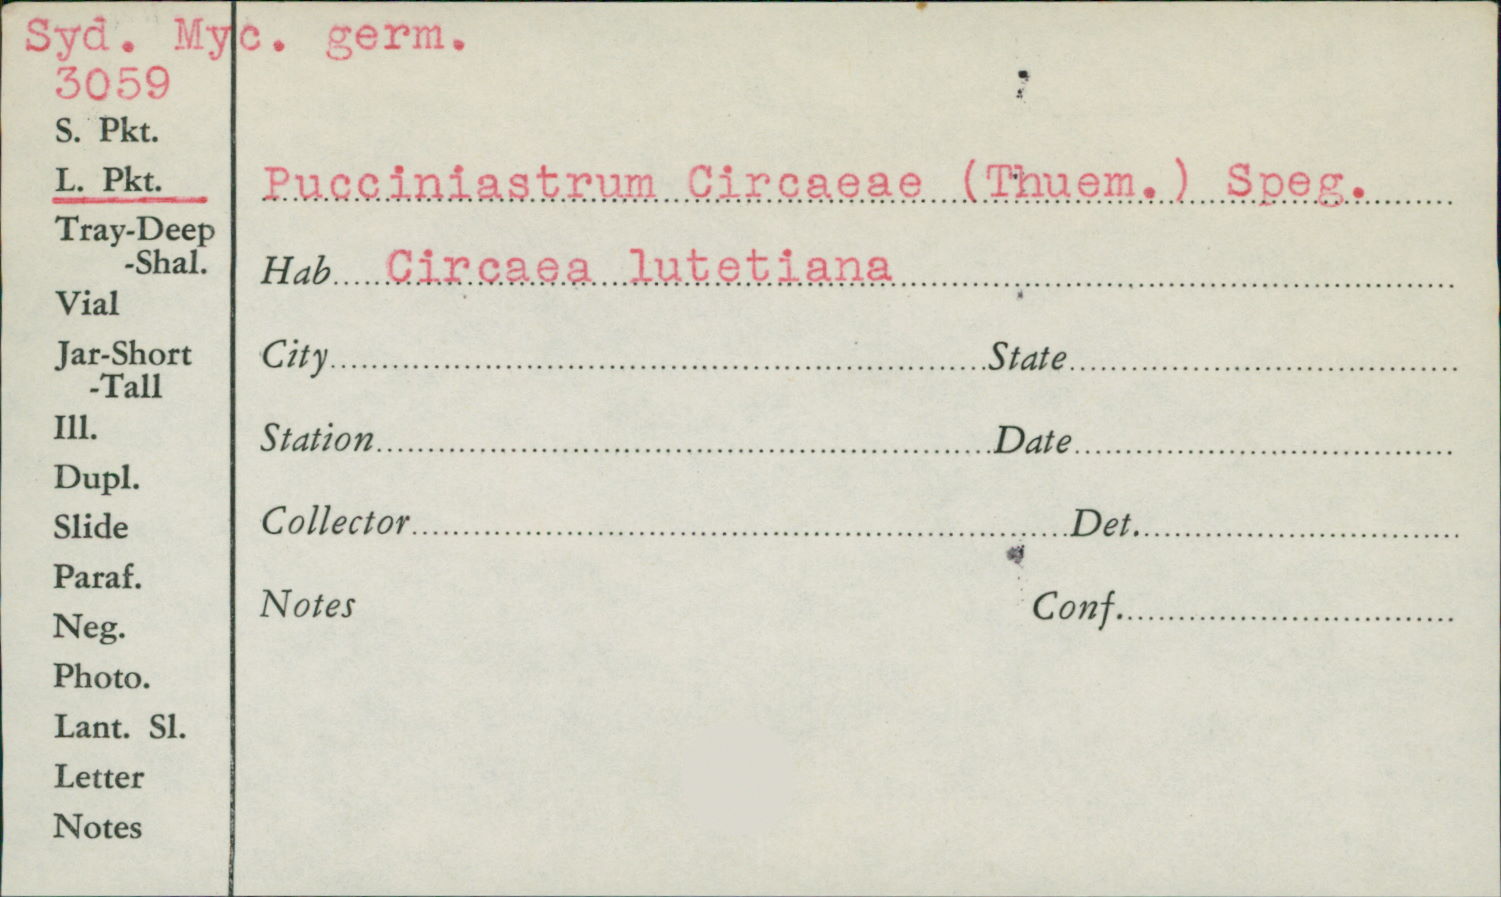 Syd. Myc. germ.
3059
S. Pkt.
L. Pkt.
Tray-Deep
-Shal.
Vial
Jar-Short
-Tall
Ill.
Dupl.
Slide
Paraf.
Neg.
Photo.
Lant. Sl.
Letter
Notes
Pucciniastrum Circaeae (Thuem.) Speg.
Hab Circaea lutetiana
City State
Station Date
Collector Det.
Notes Conf.